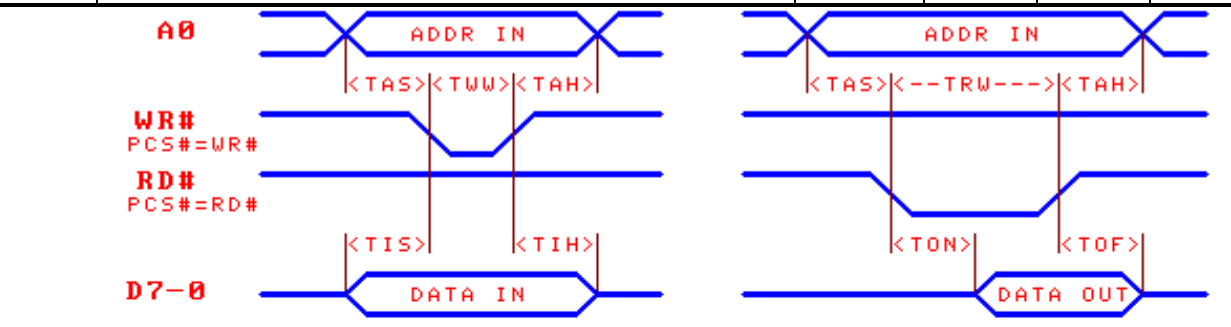 A0 ADDR IN ADDR IN
<TAS><TWW><TAH> <TAS><--TRW---><TAH>
WR#
PCS#=WR#
RD#
PCS#=RD#
<TIS> <TIH> <TON> <TOF>
D7-0 DATA IN DATA OUT